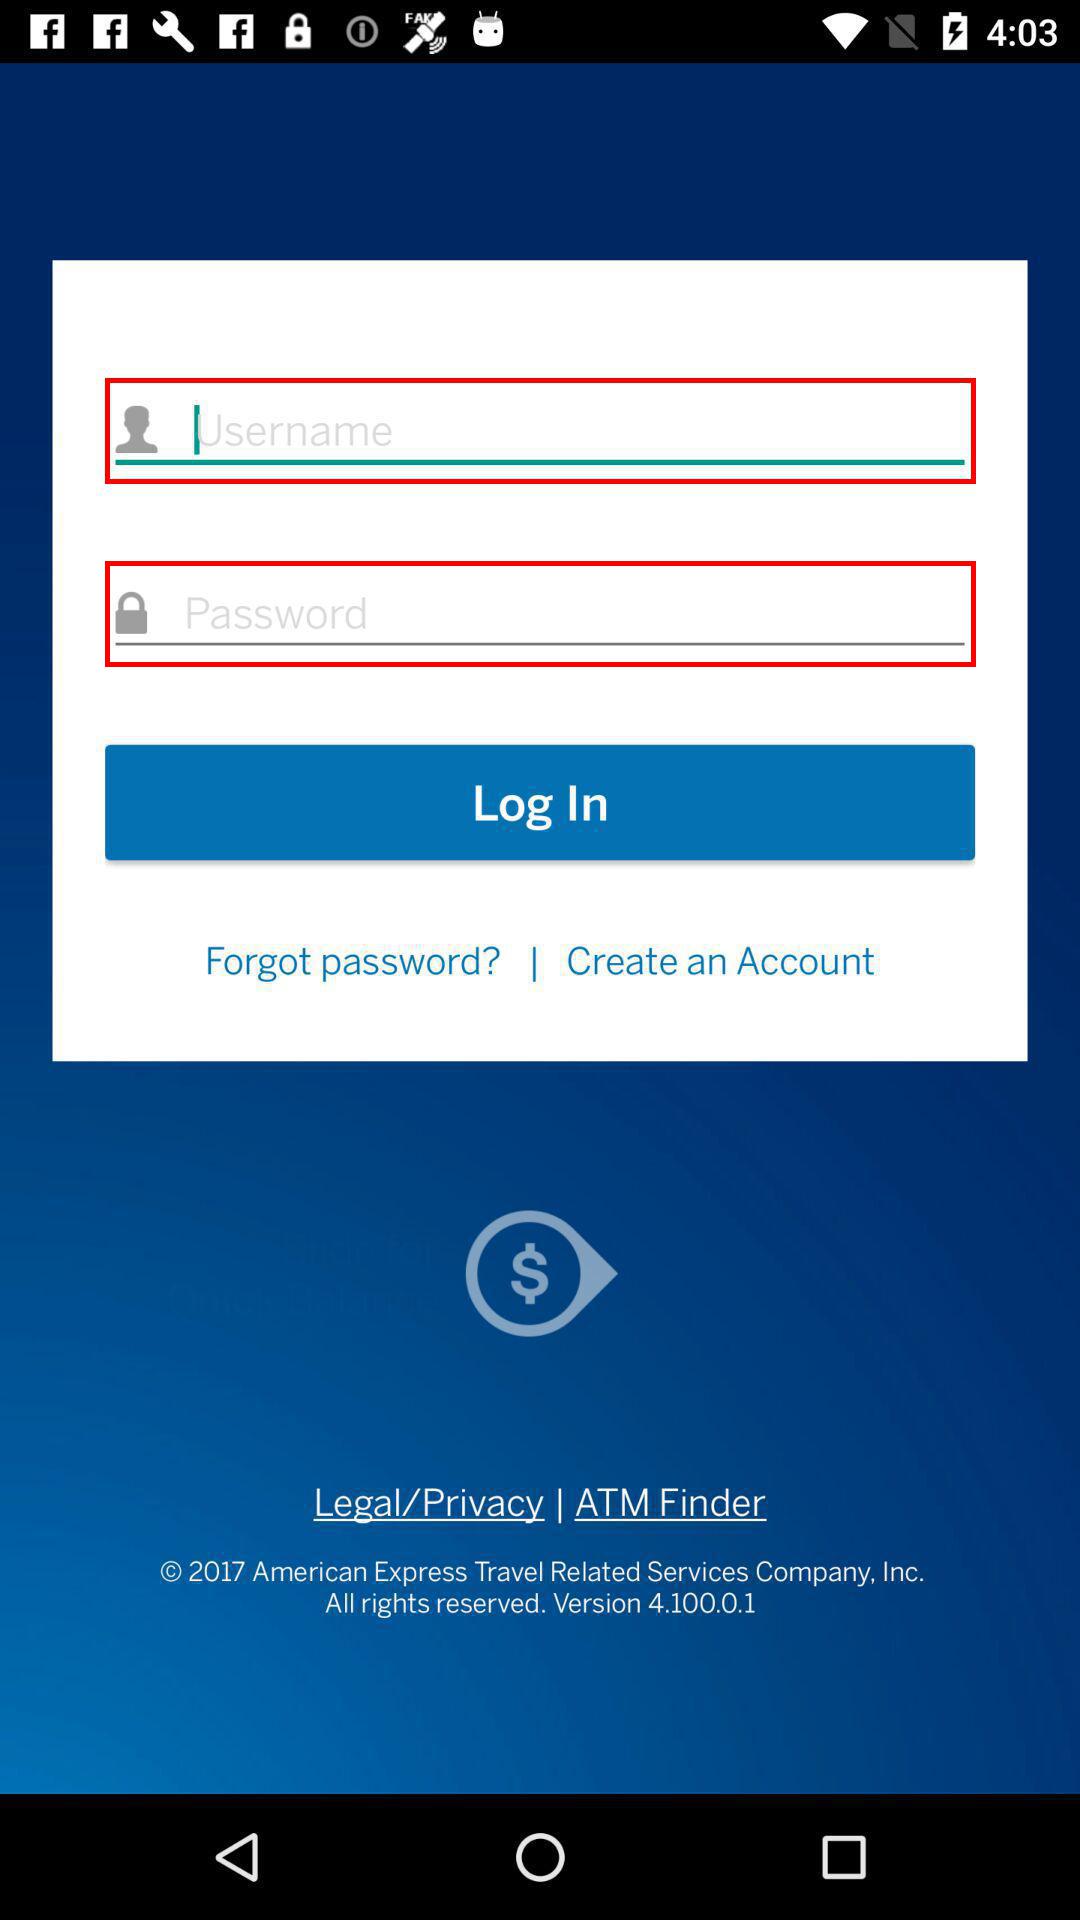 FAKE
4:03
Username
Password
Log In
Forgot password? | Create an Account
$
Legal/Privacy | ATM Finder
© 2017 American Express Travel Related Services Company, Inc.
All rights reserved. Version 4.100.0.1